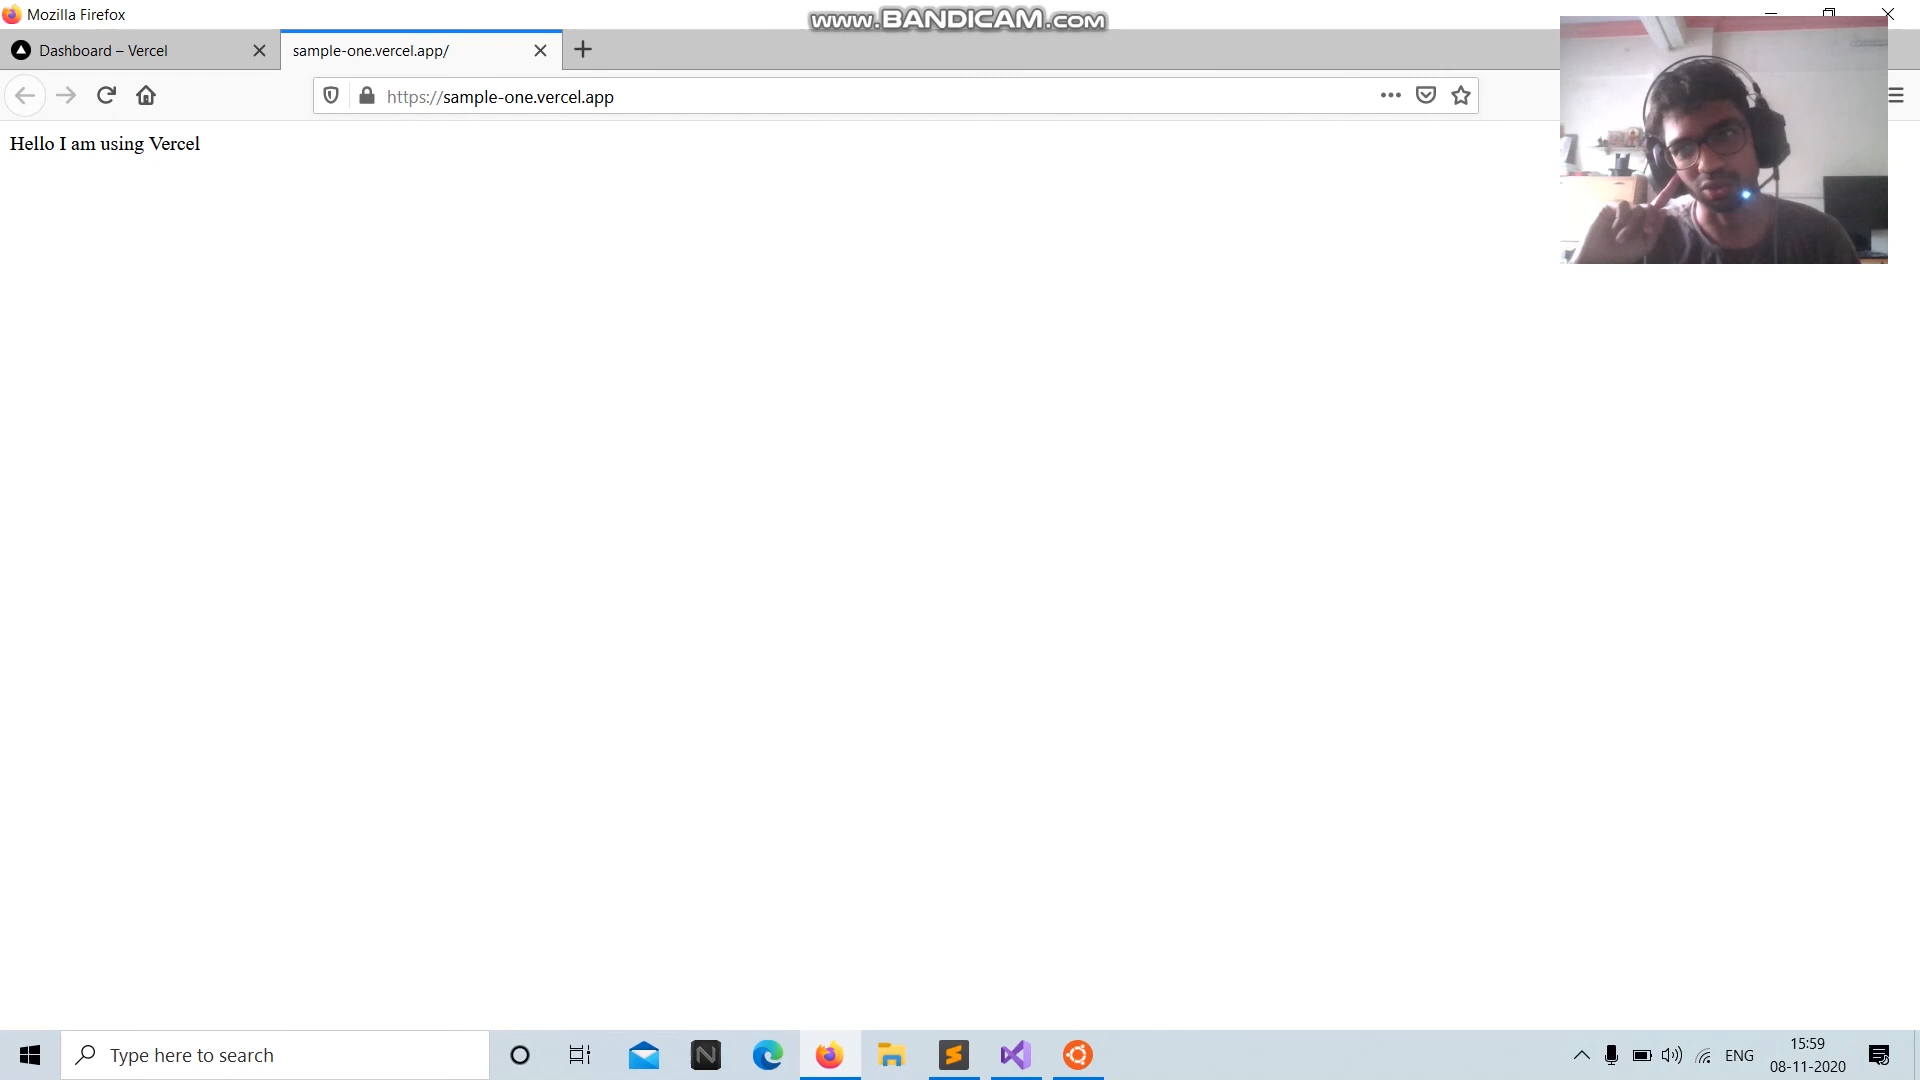 Mozilla Firefox
www.BANDICAM.com
Dashboard – Vercel
sample-one.vercel.app/
https://sample-one.vercel.app
Hello I am using Vercel
Type here to search
ENG
15:59
08-11-2020